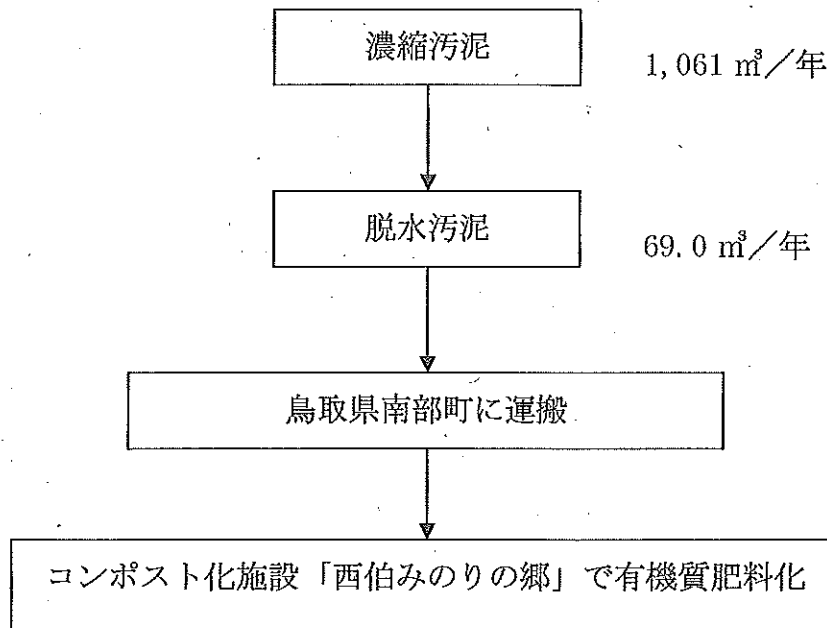 濃縮汚泥
1,061 ㎥／年
脱水汚泥
69.0 ㎥／年
鳥取県南部町に運搬
コンポスト化施設「西伯みのりの郷」で有機質肥料化